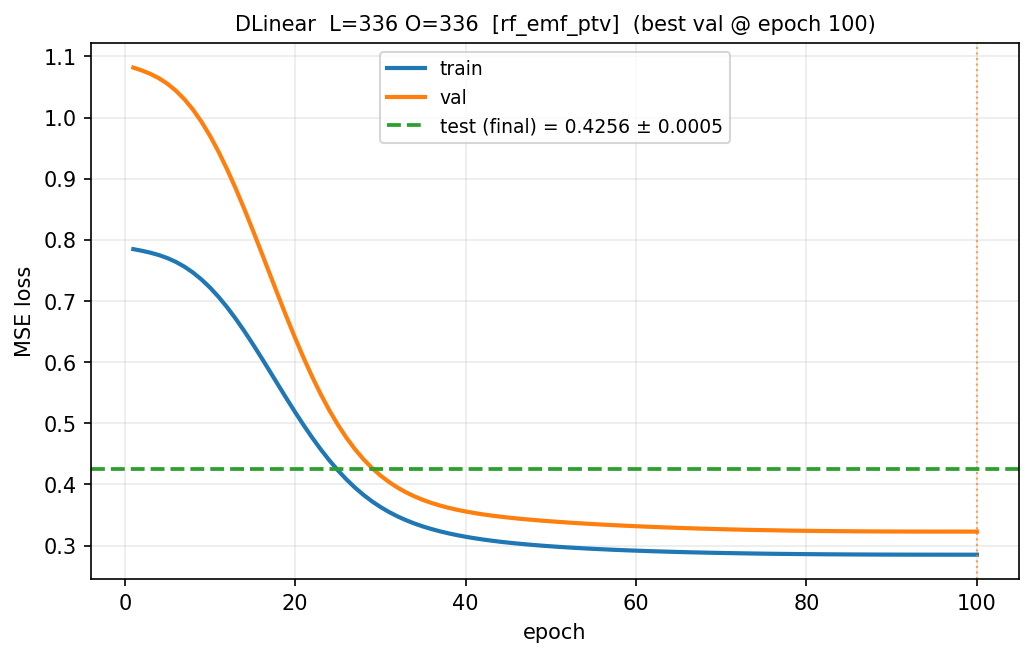 DLinear L=336 O=336 [rf_emf_ptv] (best val @ epoch 100)
train
val
test (final) = 0.4256 ± 0.0005
MSE loss
1.1
1.0
0.9
0.8
0.7
0.6
0.5
0.4
0.3
0 20 40 60 80 100
epoch